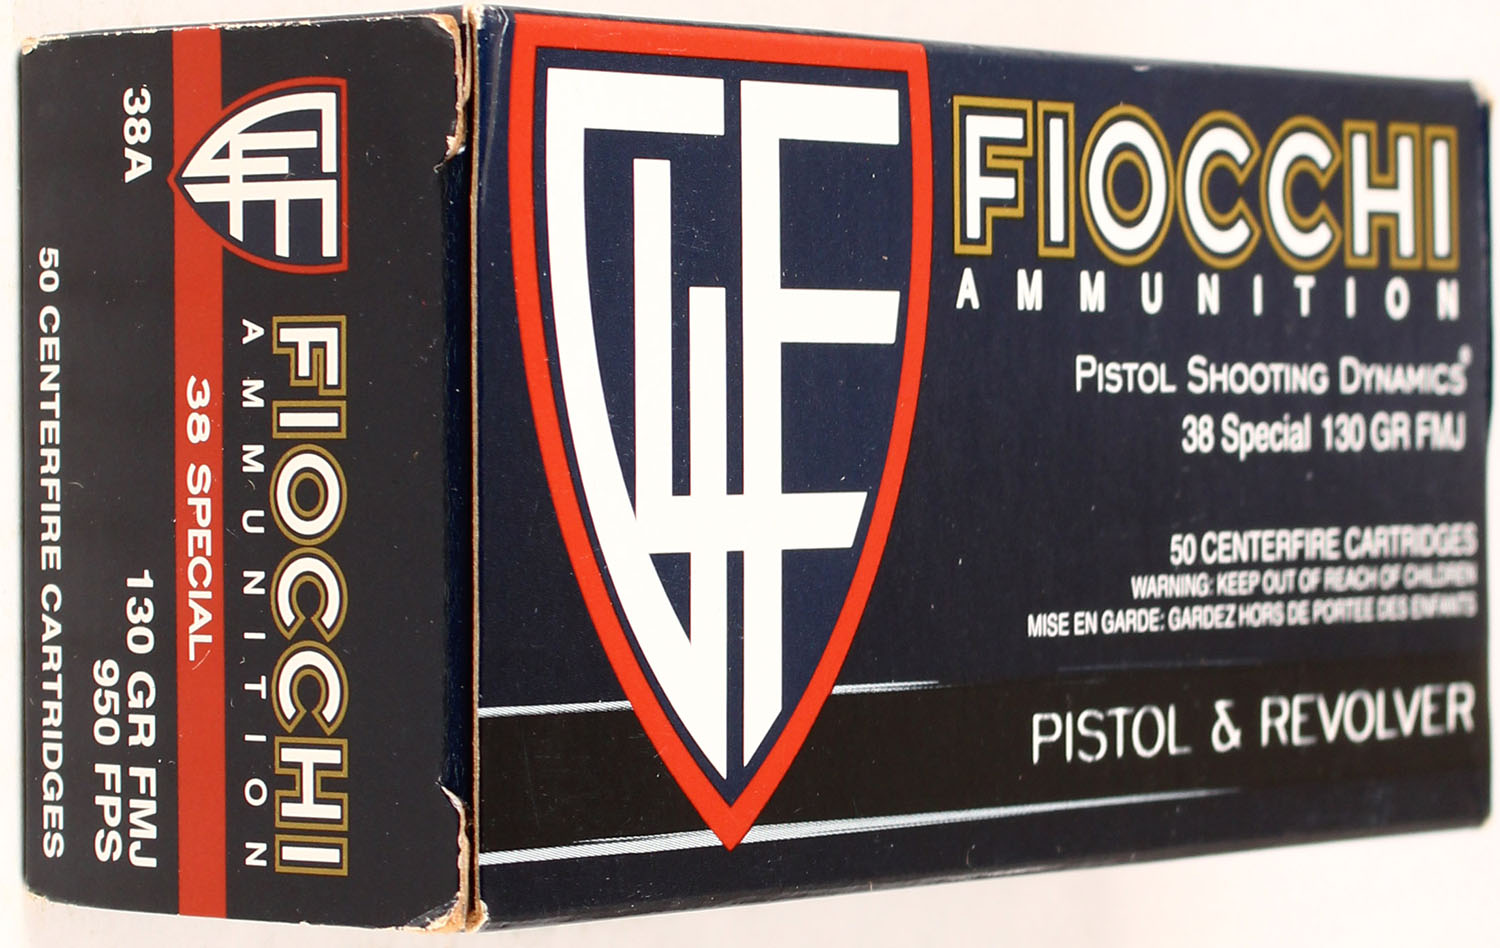 FIOCCHI
AMMUNITION
PISTOL SHOOTING DYNAMICS®
38 Special 130 GR FMJ
50 CENTERFIRE CARTRIDGES
WARNING: KEEP OUT OF REACH OF CHILDREN
MISE EN GARDE: GARDEZ HORS DE PORTEE DES ENFANTS
PISTOL & REVOLVER
FIOCCHI
AMMUNITION
38 SPECIAL
38A
130 GR FMJ
950 FPS
50 CENTERFIRE CARTRIDGES